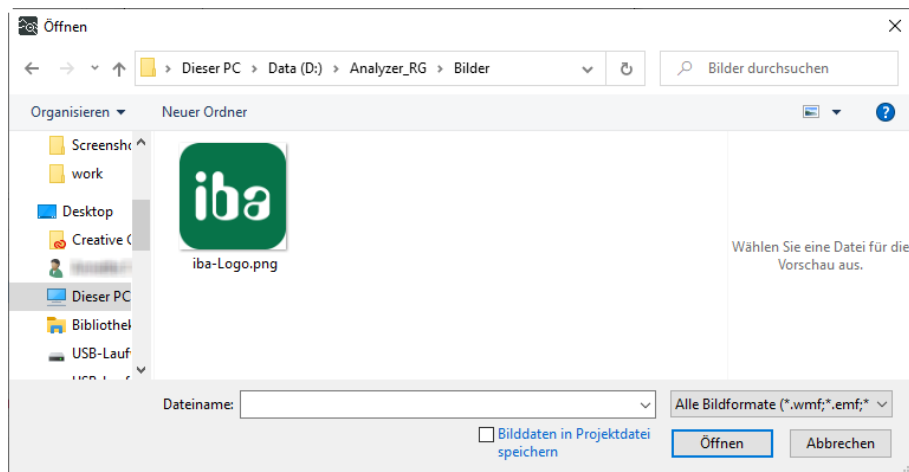 Öffnen
Dieser PC > Data (D:) > Analyzer_RG > Bilder
Bilder durchsuchen
Organisieren
Neuer Ordner
Screensho
work
Desktop
Creative C
Dieser PC
Bibliothek
USB-Lauf
iba
iba-Logo.png
Wählen Sie eine Datei für die
Vorschau aus.
Dateiname:
Alle Bildformate (*.wmf;*.emf;*
Bilddaten in Projektdatei
speichern
Öffnen
Abbrechen